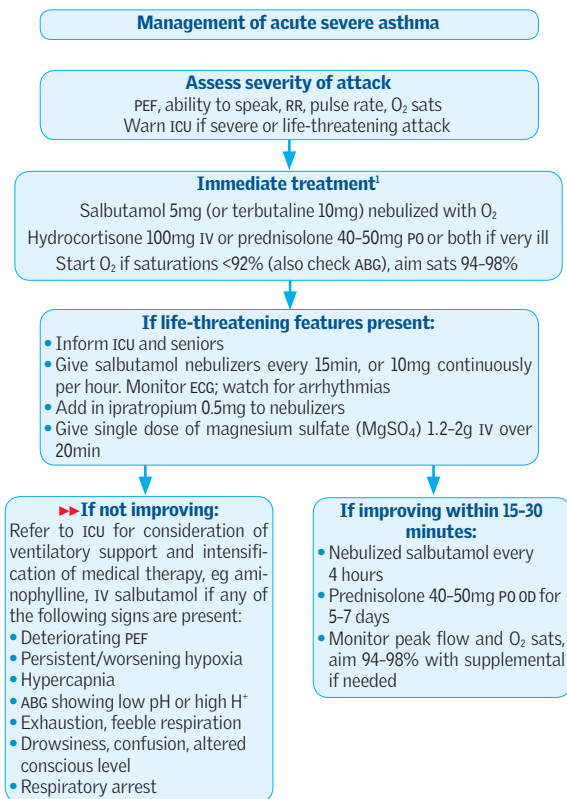 Management of acute severe asthma
Assess severity of attack
PEF, ability to speak, RR, pulse rate, O₂ sats
Warn ICU if severe or life-threatening attack
Immediate treatment¹
Salbutamol 5mg (or terbutaline 10mg) nebulized with O₂
Hydrocortisone 100mg IV or prednisolone 40–50mg PO or both if very ill
Start O₂ if saturations <92% (also check ABG), aim sats 94–98%
If life-threatening features present:
• Inform ICU and seniors
• Give salbutamol nebulizers every 15min, or 10mg continuously
per hour. Monitor ECG; watch for arrhythmias
• Add in ipratropium 0.5mg to nebulizers
• Give single dose of magnesium sulfate (MgSO₄) 1.2–2g IV over
20min
▶▶If not improving:
Refer to ICU for consideration of
ventilatory support and intensifi-
cation of medical therapy, eg ami-
nophylline, IV salbutamol if any of
the following signs are present:
• Deteriorating PEF
• Persistent/worsening hypoxia
• Hypercapnia
• ABG showing low pH or high H⁺
• Exhaustion, feeble respiration
• Drowsiness, confusion, altered
conscious level
• Respiratory arrest
If improving within 15–30
minutes:
• Nebulized salbutamol every
4 hours
• Prednisolone 40–50mg PO OD for
5–7 days
• Monitor peak flow and O₂ sats,
aim 94–98% with supplemental
if needed